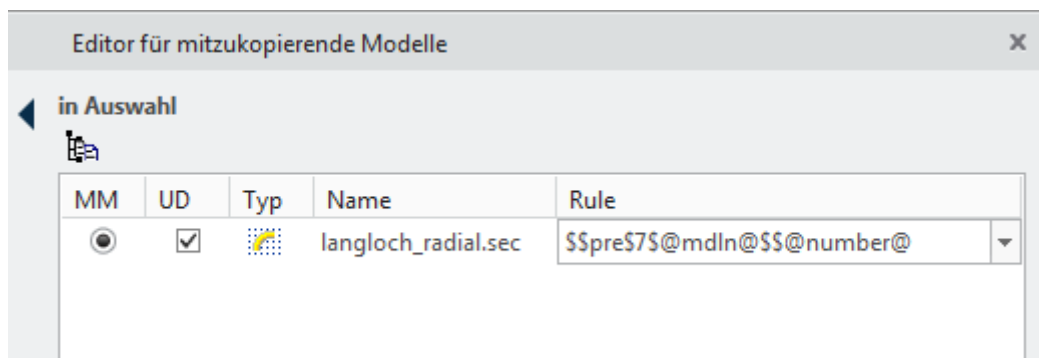 Editor für mitzukopierende Modelle
in Auswahl
MM UD Typ Name Rule
langloch_radial.sec $$pre$7$@mdln@$$@number@